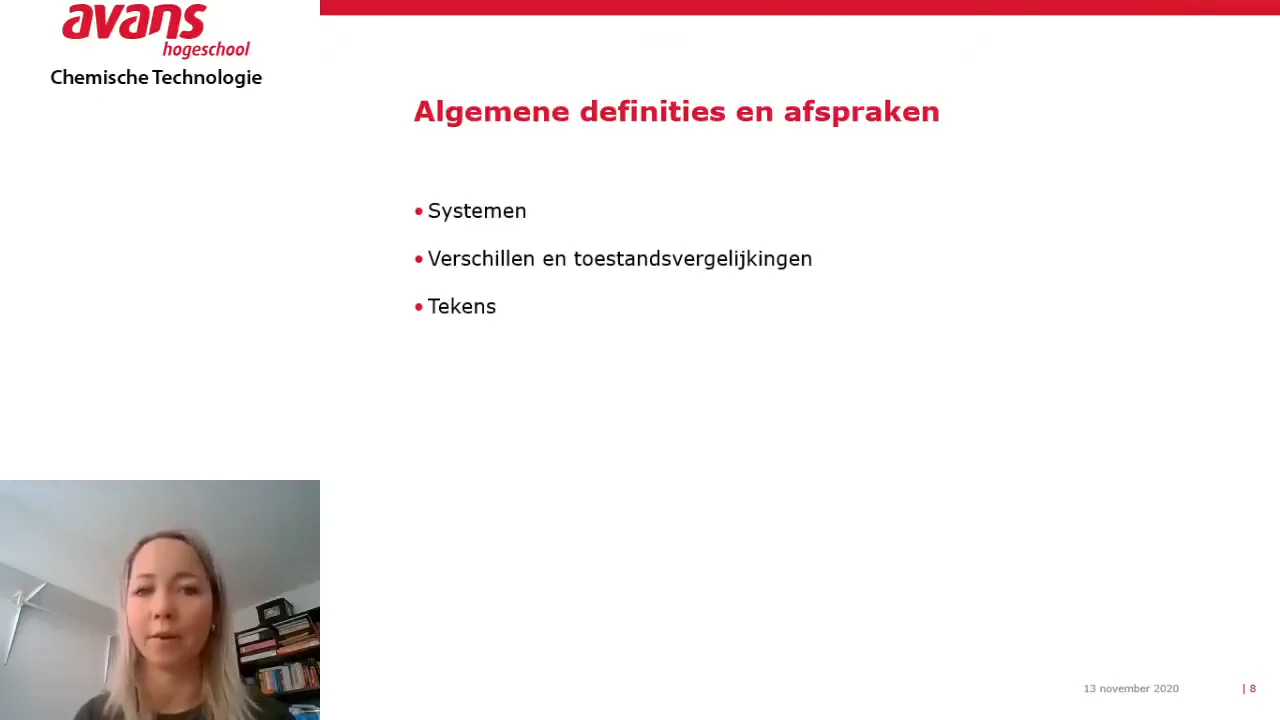 avans
hogeschool
Chemische Technologie
Algemene definities en afspraken
• Systemen
• Verschillen en toestandsvergelijkingen
• Tekens
13 november 2020
| 8